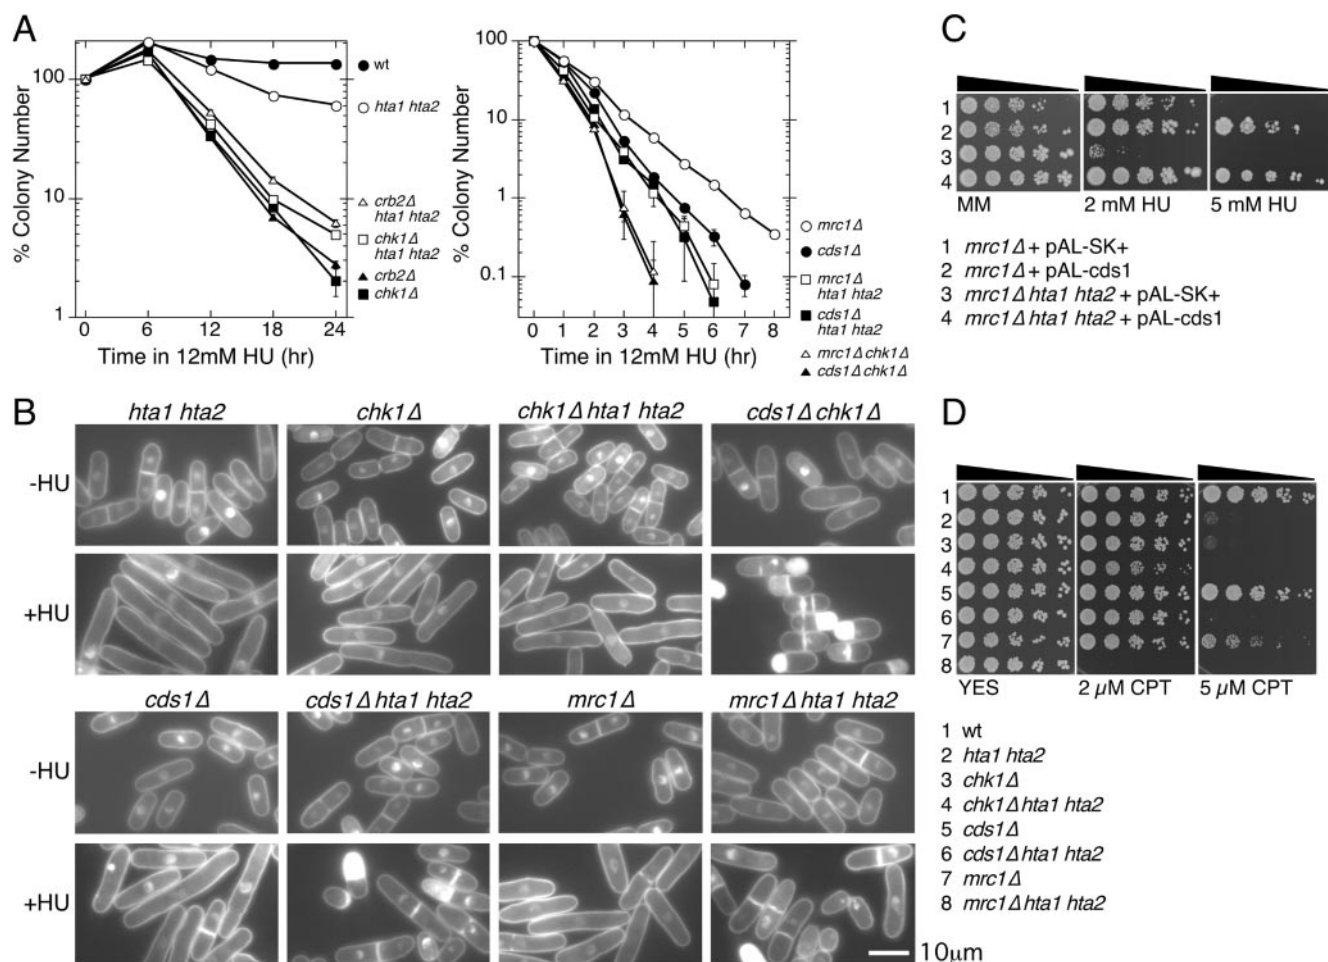 A
% Colony Number
100
10
1
0
6
12
18
24
Time in 12mM HU (hr)
wt
hta1 hta2
crb2Δ
hta1 hta2
chk1Δ
hta1 hta2
crb2Δ
chk1Δ
% Colony Number
100
10
1
0.1
0
1
2
3
4
5
6
7
8
Time in 12mM HU (hr)
mrc1Δ
cds1Δ
mrc1Δ
hta1 hta2
cds1Δ
hta1 hta2
mrc1Δchk1Δ
cds1Δchk1Δ
B
hta1 hta2
chk1Δ
chk1Δ hta1 hta2
cds1Δ chk1Δ
-HU
+HU
cds1Δ
cds1Δ hta1 hta2
mrc1Δ
mrc1Δ hta1 hta2
-HU
+HU
10μm
C
1
2
3
4
MM
2 mM HU
5 mM HU
1 mrc1Δ + pAL-SK+
2 mrc1Δ + pAL-cds1
3 mrc1Δ hta1 hta2 + pAL-SK+
4 mrc1Δ hta1 hta2 + pAL-cds1
D
1
2
3
4
5
6
7
8
YES
2 μM CPT
5 μM CPT
1 wt
2 hta1 hta2
3 chk1Δ
4 chk1Δ hta1 hta2
5 cds1Δ
6 cds1Δ hta1 hta2
7 mrc1Δ
8 mrc1Δ hta1 hta2